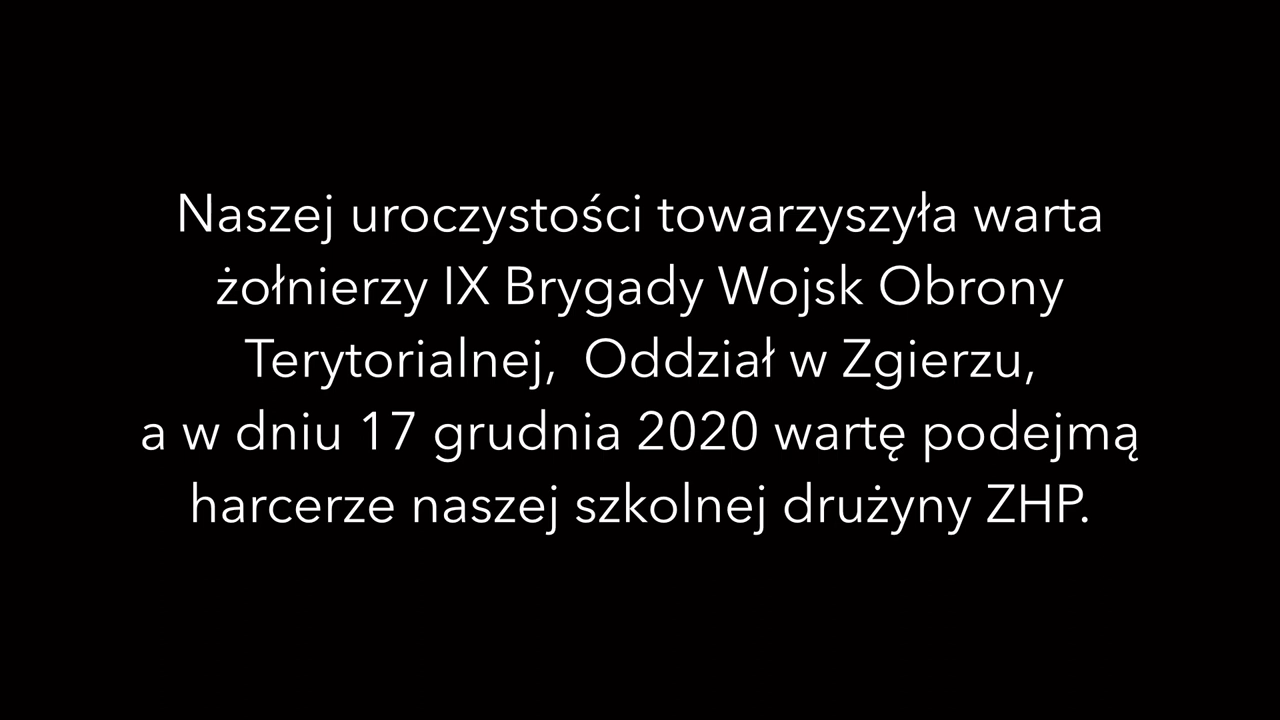 Naszej uroczystości towarzyszyła warta
żołnierzy IX Brygady Wojsk Obrony
Terytorialnej,  Oddział w Zgierzu,
a w dniu 17 grudnia 2020 wartę podejmą
harcerze naszej szkolnej drużyny ZHP.